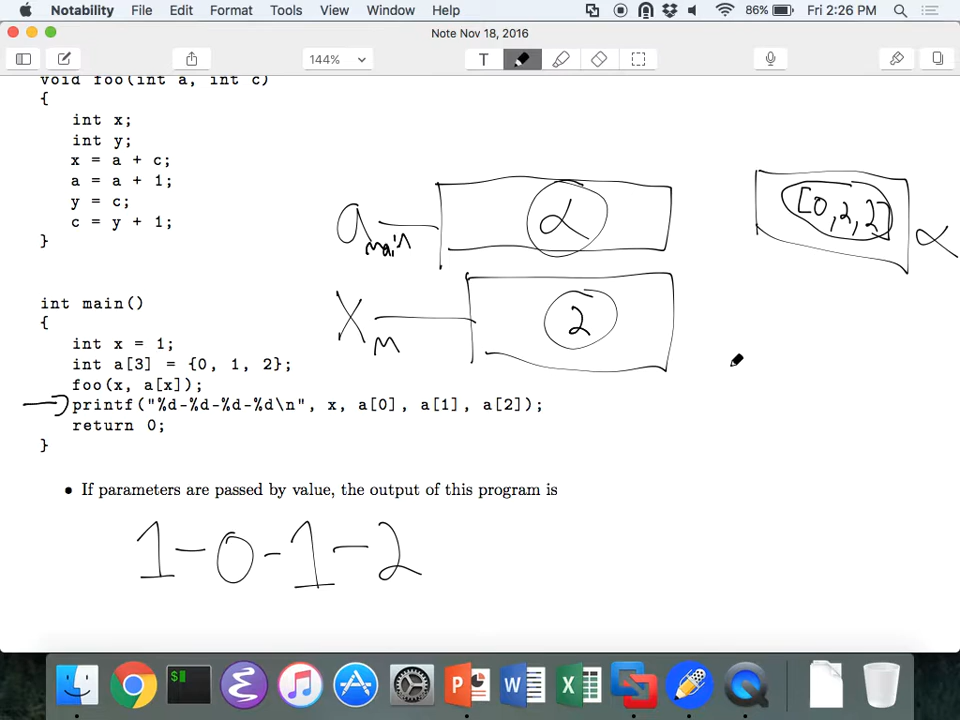 Notability File Edit Format Tools View Window Help 86% Fri 2:26 PM
Note Nov 18, 2016
144% T
void foo(int a, int c)
{
int x;
int y;
x = a + c;
a = a + 1;
y = c;
c = y + 1;
}
a main α [0,2,2] α
x M 2
int main()
{
int x = 1;
int a[3] = {0, 1, 2};
foo(x, a[x]);
printf("%d-%d-%d-%d\n", x, a[0], a[1], a[2]);
return 0;
}
• If parameters are passed by value, the output of this program is
1-0-1-2